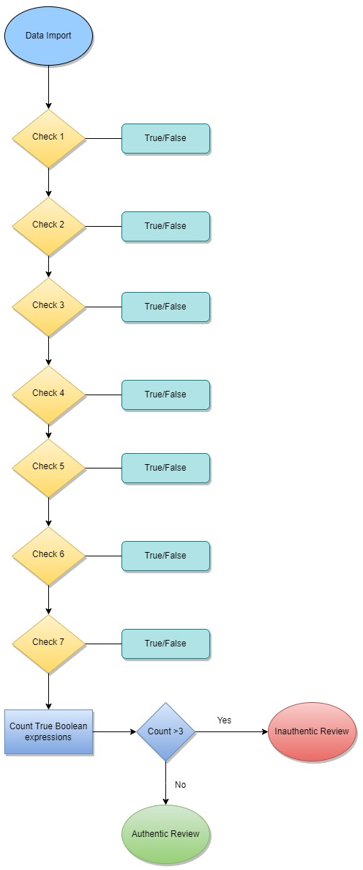 Data Import
Check 1
True/False
Check 2
True/False
Check 3
True/False
Check 4
True/False
Check 5
True/False
Check 6
True/False
Check 7
True/False
Count True Boolean
expressions
Count >3
Yes
Inauthentic Review
No
Authentic Review